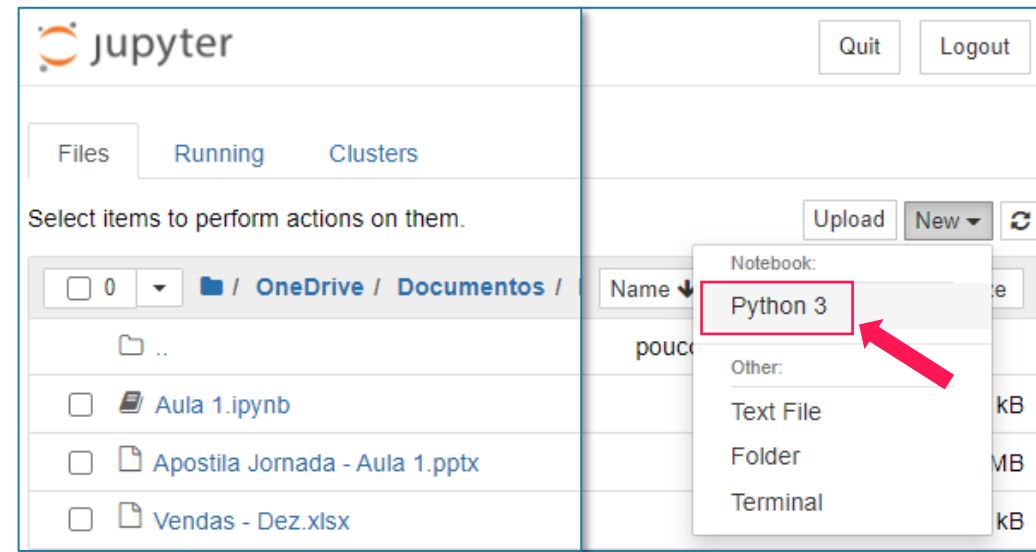 jupyter
Quit Logout
Files Running Clusters
Select items to perform actions on them.
Upload New
0 / OneDrive / Documentos /
Name
Notebook:
Python 3
..
Other:
Aula 1.ipynb
kB
Text File
Apostila Jornada - Aula 1.pptx
Folder
MB
Vendas - Dez.xlsx
Terminal
kB